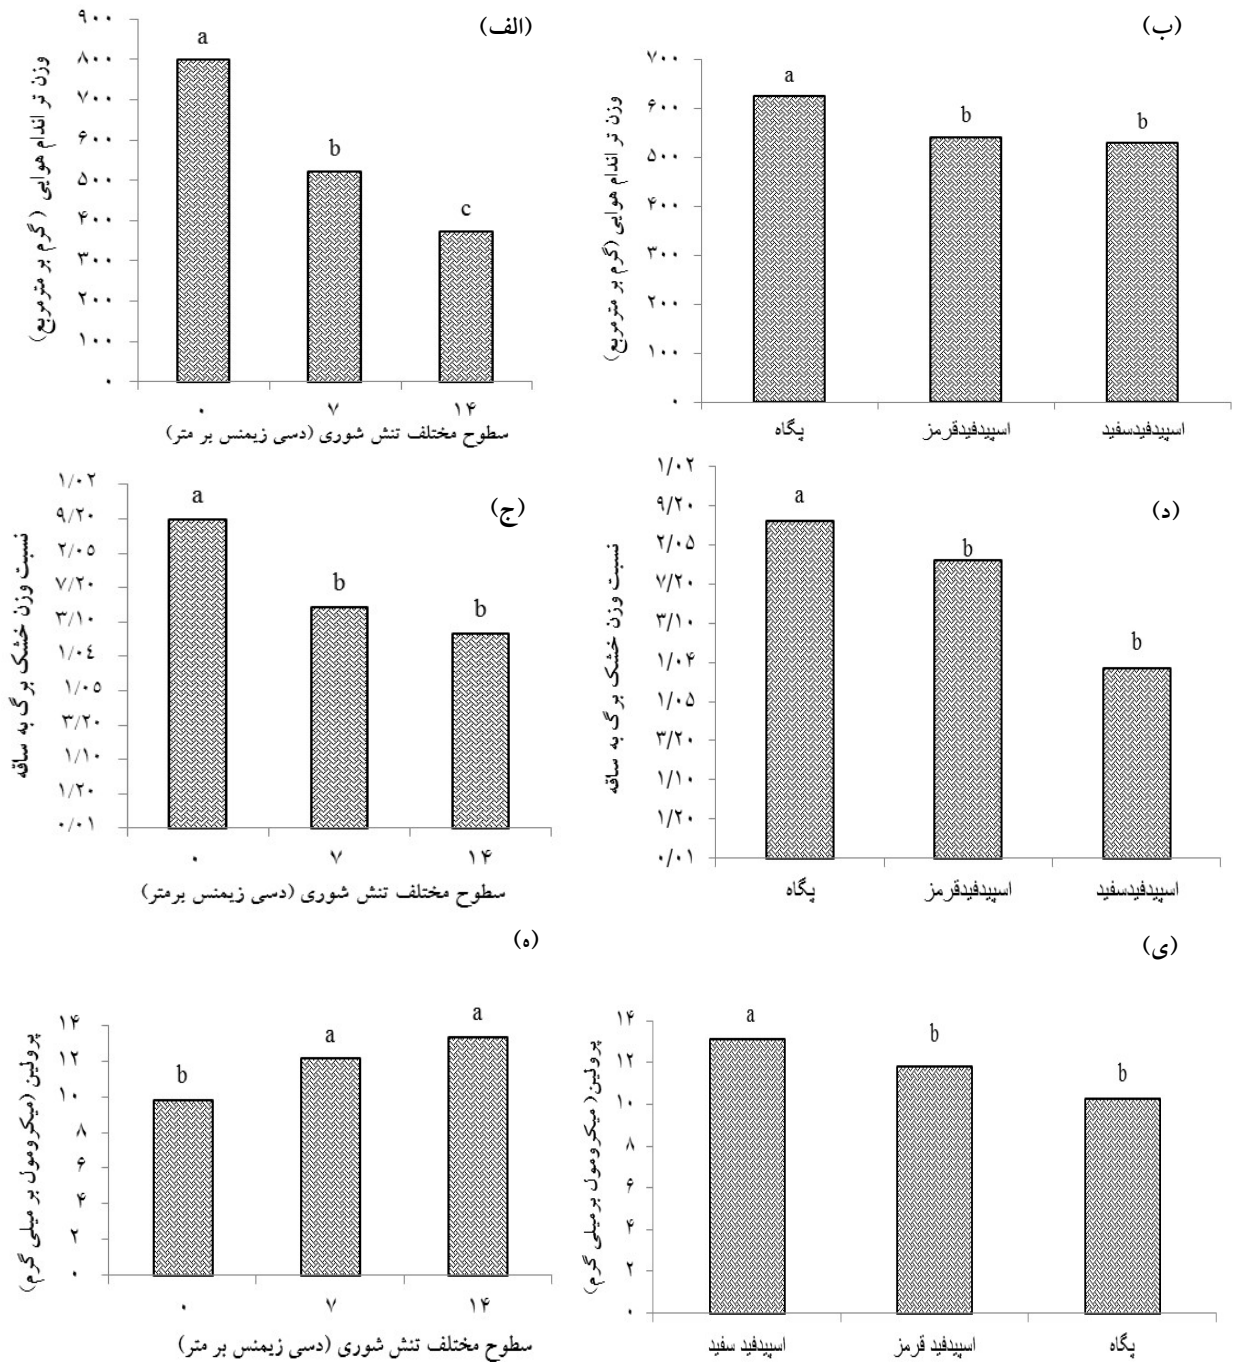 (الف)
وزن تر اندام هوایی (گرم بر مترمربع)
۹۰۰
۸۰۰
۷۰۰
۶۰۰
۵۰۰
۴۰۰
۳۰۰
۲۰۰
۱۰۰
۰
a
b
c
۰ ۷ ۱۴
سطوح مختلف تنش شوری (دسی زیمنس بر متر)
(ب)
وزن تر اندام هوایی (گرم بر مترمربع)
۷۰۰
۶۰۰
۵۰۰
۴۰۰
۳۰۰
۲۰۰
۱۰۰
۰
a
b
b
پگاه اسپیدفیدقرمز اسپیدفیدسفید
(ج)
نسبت وزن خشک برگ به ساقه
۱/۰۲
۹/۲۰
۲/۰۵
۷/۲۰
۳/۱۰
۱/۰٤
۱/۰۵
۳/۲۰
۱/۱۰
۱/۲۰
۰/۰۱
a
b
b
۰ ۷ ۱۴
سطوح مختلف تنش شوری (دسی زیمنس برمتر)
(د)
نسبت وزن خشک برگ به ساقه
۱/۰۲
۹/۲۰
۲/۰۵
۷/۲۰
۳/۱۰
۱/۰۴
۱/۰۵
۳/۲۰
۱/۱۰
۱/۲۰
۰/۰۱
a
b
b
پگاه اسپیدفیدقرمز اسپیدفیدسفید
(ه)
پرولین (میکرومول بر میلی گرم)
۱۴
۱۲
۱۰
۸
۶
۴
۲
۰
b
a
a
۰ ۷ ۱۴
سطوح مختلف تنش شوری (دسی زیمنس بر متر)
(ی)
پرولین( میکرومول برمیلی گرم)
۱۴
۱۲
۱۰
۸
۶
۴
۲
۰
a
b
b
اسپیدفید سفید اسپیدفید قرمز پگاه